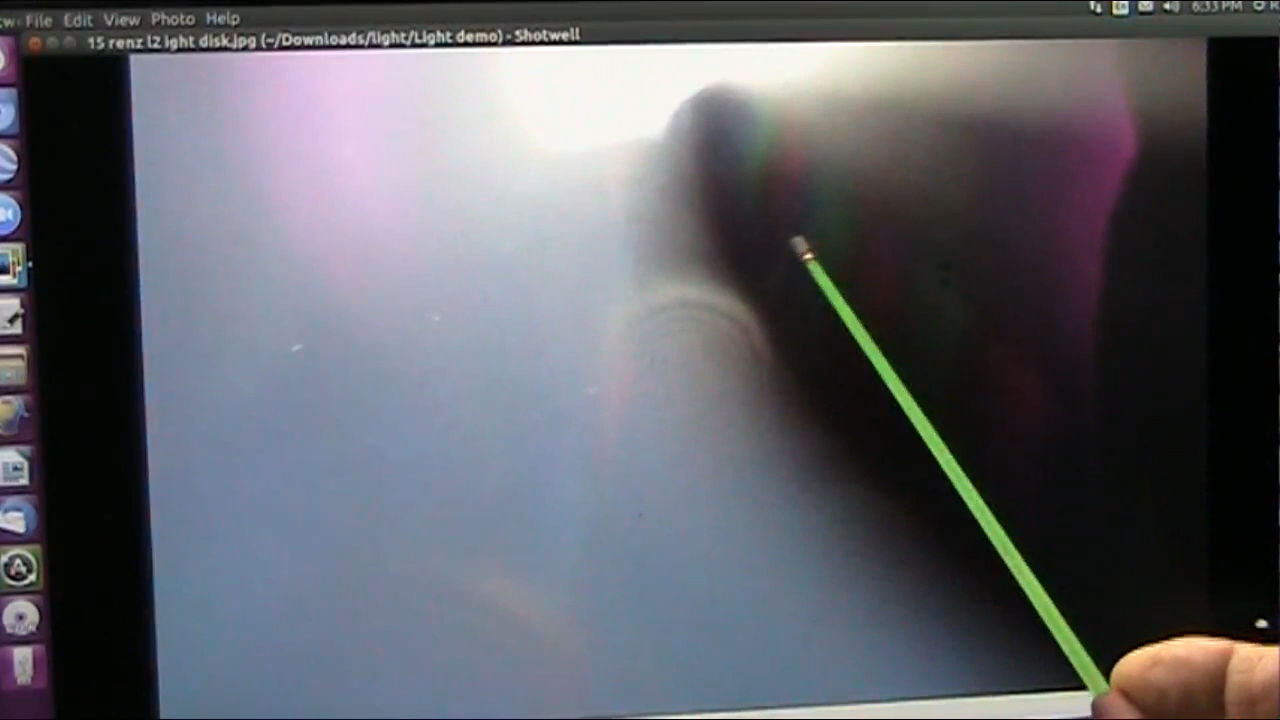 File Edit View Photo Help
6:33 PM
15 renz l2 ight disk.jpg (~/Downloads/light/Light demo) - Shotwell